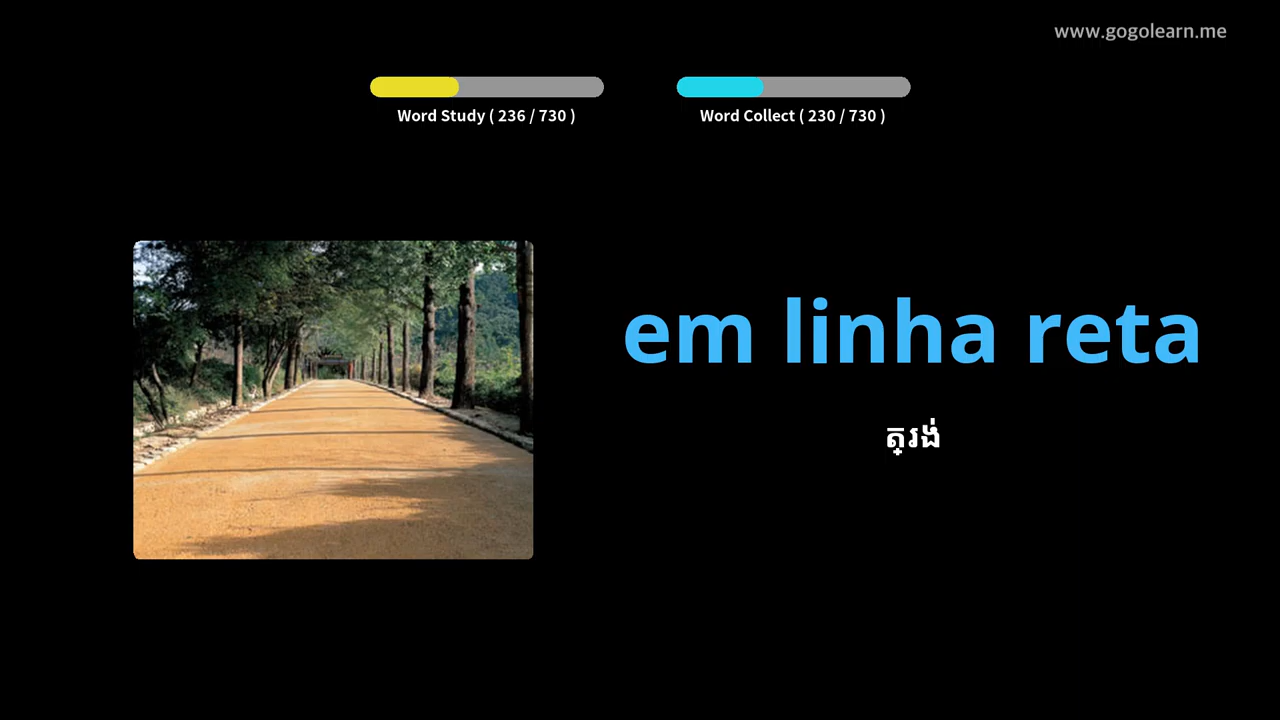 www.gogolearn.me
Word Study ( 236 / 730 )
Word Collect ( 230 / 730 )
em linha reta
ត្រង់